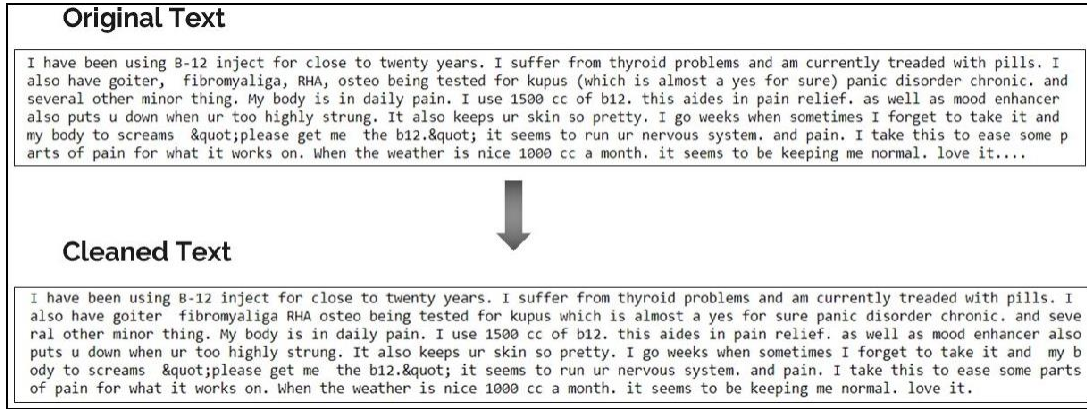 Original Text
I have been using B-12 inject for close to twenty years. I suffer from thyroid problems and am currently treaded with pills. I
also have goiter,  fibromyaliga, RHA, osteo being tested for kupus (which is almost a yes for sure) panic disorder chronic. and
several other minor thing. My body is in daily pain. I use 1500 cc of b12. this aides in pain relief. as well as mood enhancer
also puts u down when ur too highly strung. It also keeps ur skin so pretty. I go weeks when sometimes I forget to take it and
my body to screams  &quot;please get me  the b12.&quot; it seems to run ur nervous system. and pain. I take this to ease some p
arts of pain for what it works on. When the weather is nice 1000 cc a month. it seems to be keeping me normal. love it....
Cleaned Text
I have been using B-12 inject for close to twenty years. I suffer from thyroid problems and am currently treaded with pills. I
also have goiter  fibromyaliga RHA osteo being tested for kupus which is almost a yes for sure panic disorder chronic. and seve
ral other minor thing. My body is in daily pain. I use 1500 cc of b12. this aides in pain relief. as well as mood enhancer also
puts u down when ur too highly strung. It also keeps ur skin so pretty. I go weeks when sometimes I forget to take it and  my b
ody to screams  &quot;please get me  the b12.&quot; it seems to run ur nervous system. and pain. I take this to ease some parts
of pain for what it works on. When the weather is nice 1000 cc a month. it seems to be keeping me normal. love it.